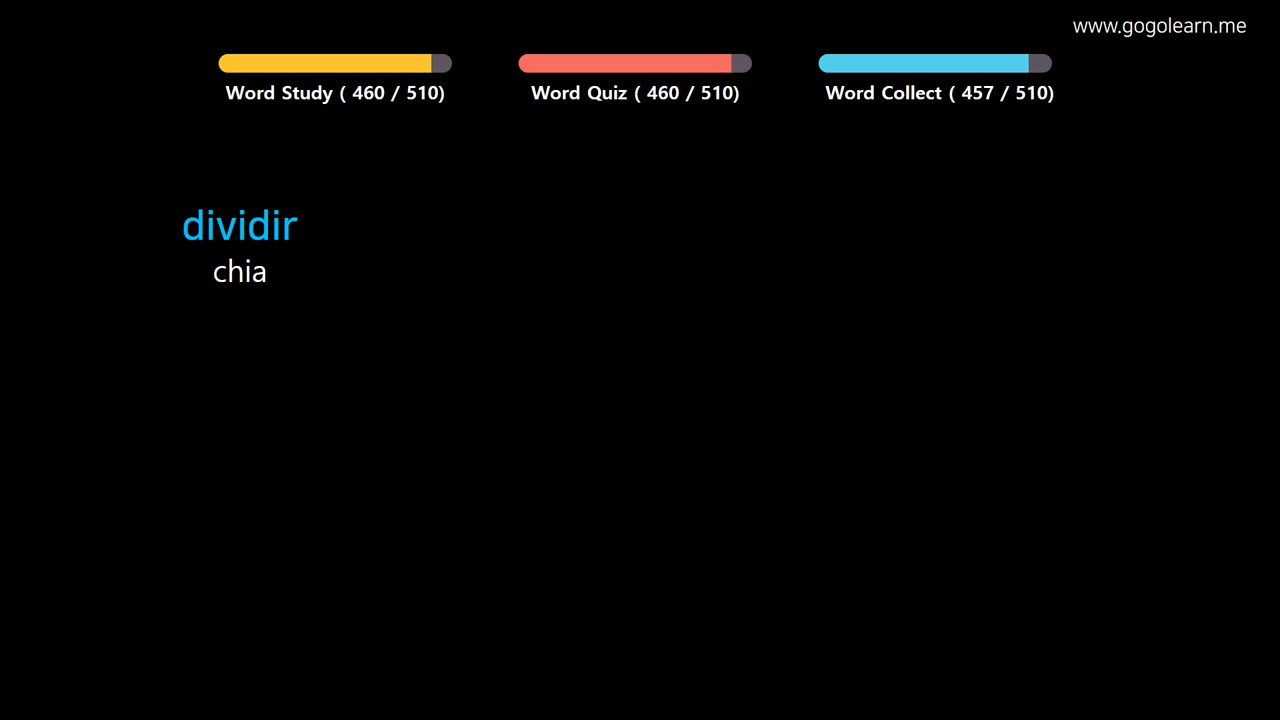 www.gogolearn.me
Word Study ( 460 / 510)
Word Quiz ( 460 / 510)
Word Collect ( 457 / 510)
dividir
chia